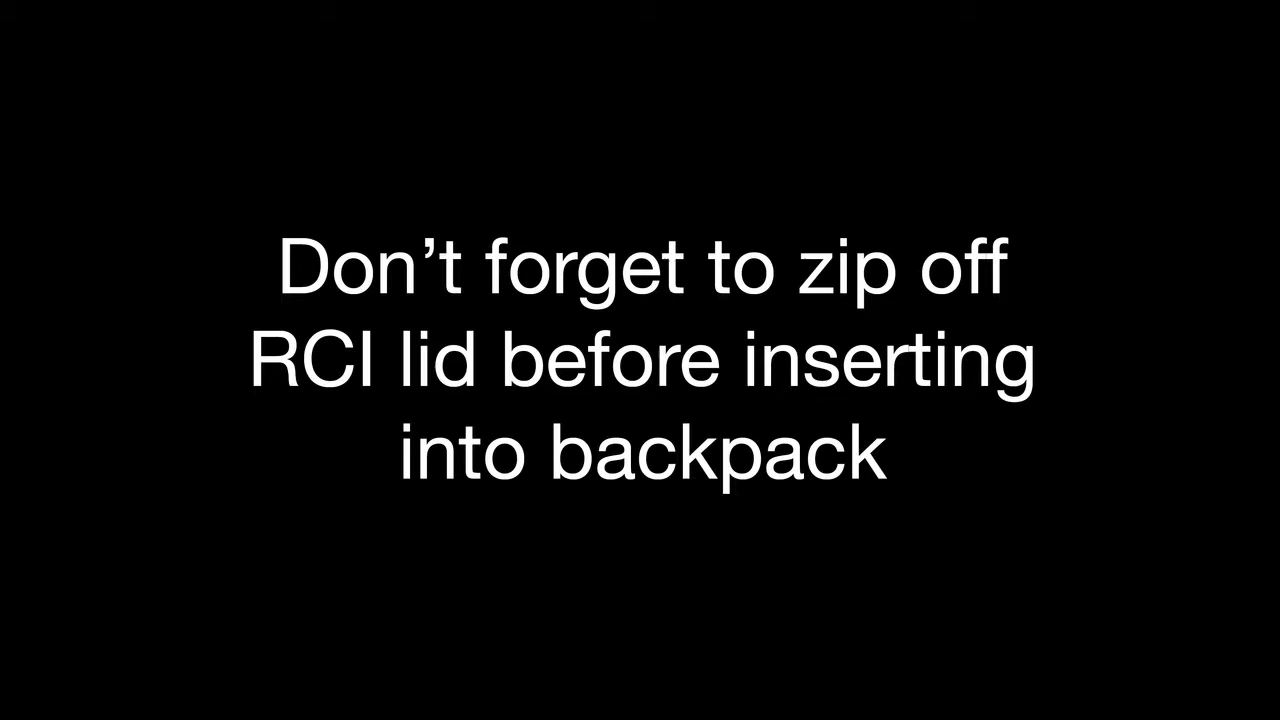 Don’t forget to zip off
RCI lid before inserting
into backpack